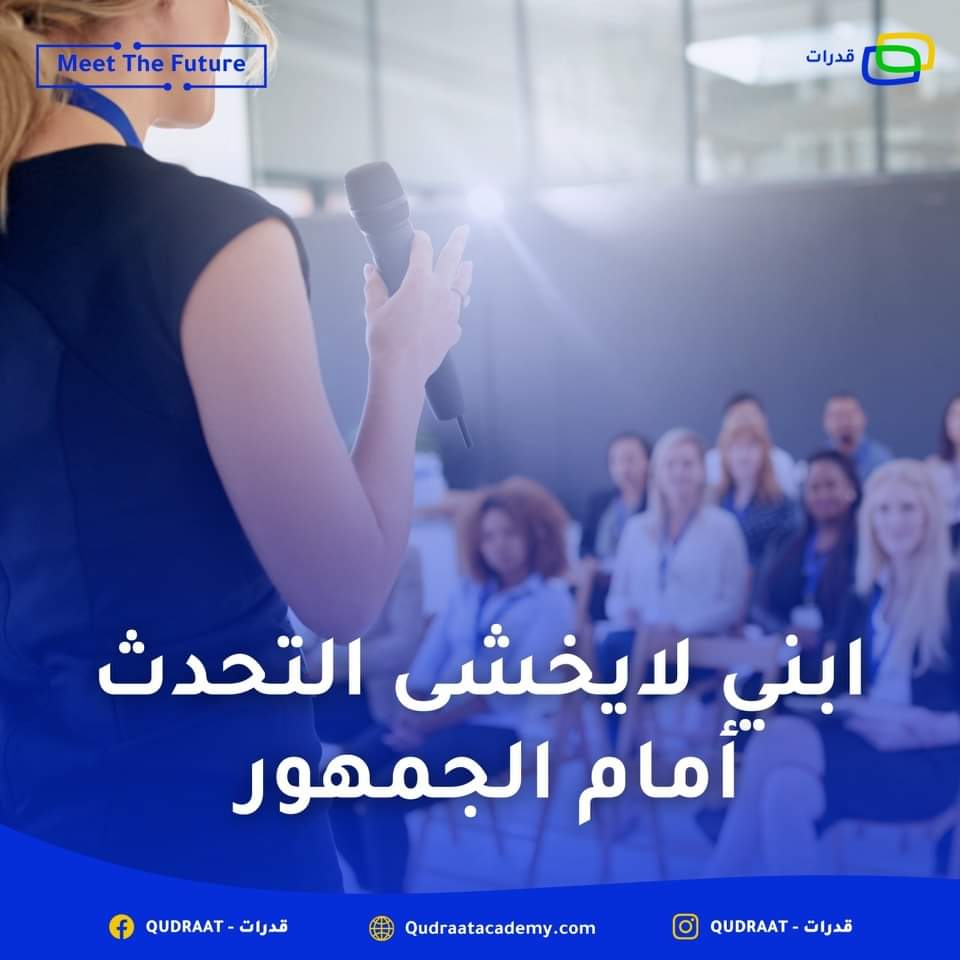 Meet The Future
قدرات
ابني لايخشى التحدث
أمام الجمهور
QUDRAAT - قدرات
Qudraatacademy.com
QUDRAAT - قدرات